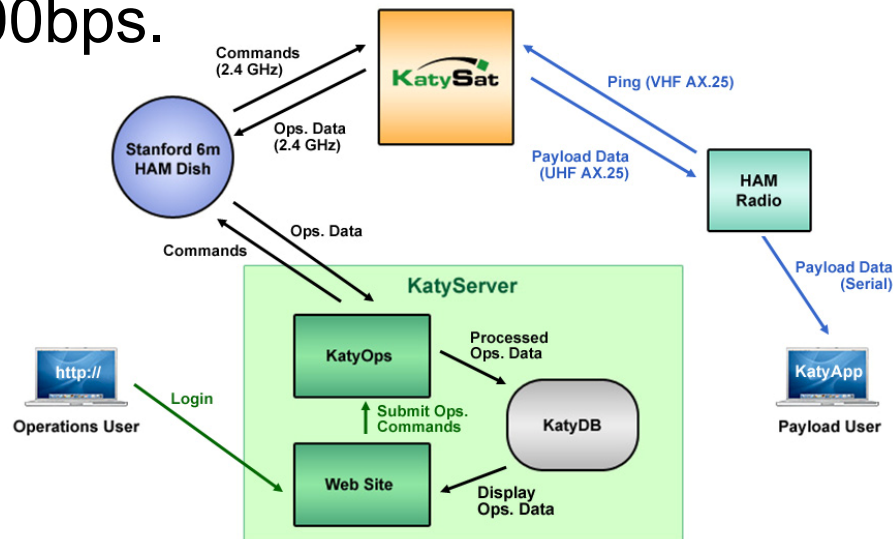 00bps.
Commands
(2.4 GHz)
KatySat
Ping (VHF AX.25)
Ops. Data
(2.4 GHz)
Stanford 6m
HAM Dish
Payload Data
(UHF AX.25)
HAM
Radio
Ops. Data
Commands
Payload Data
(Serial)
KatyServer
KatyOps
Processed
Ops. Data
http://
KatyApp
Login
Submit Ops.
Commands
KatyDB
Operations User
Payload User
Web Site
Display
Ops. Data